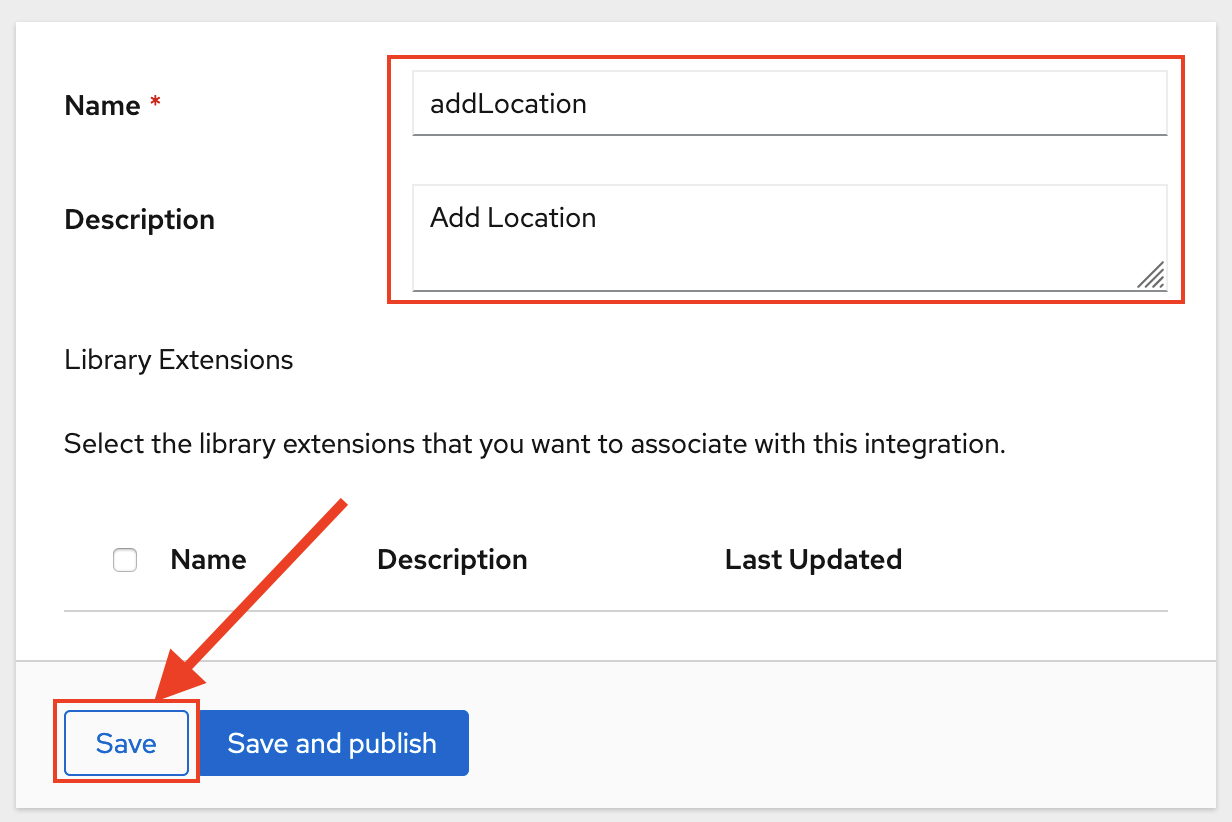 Name *
addLocation
Description
Add Location
Library Extensions
Select the library extensions that you want to associate with this integration.
Name Description Last Updated
Save Save and publish